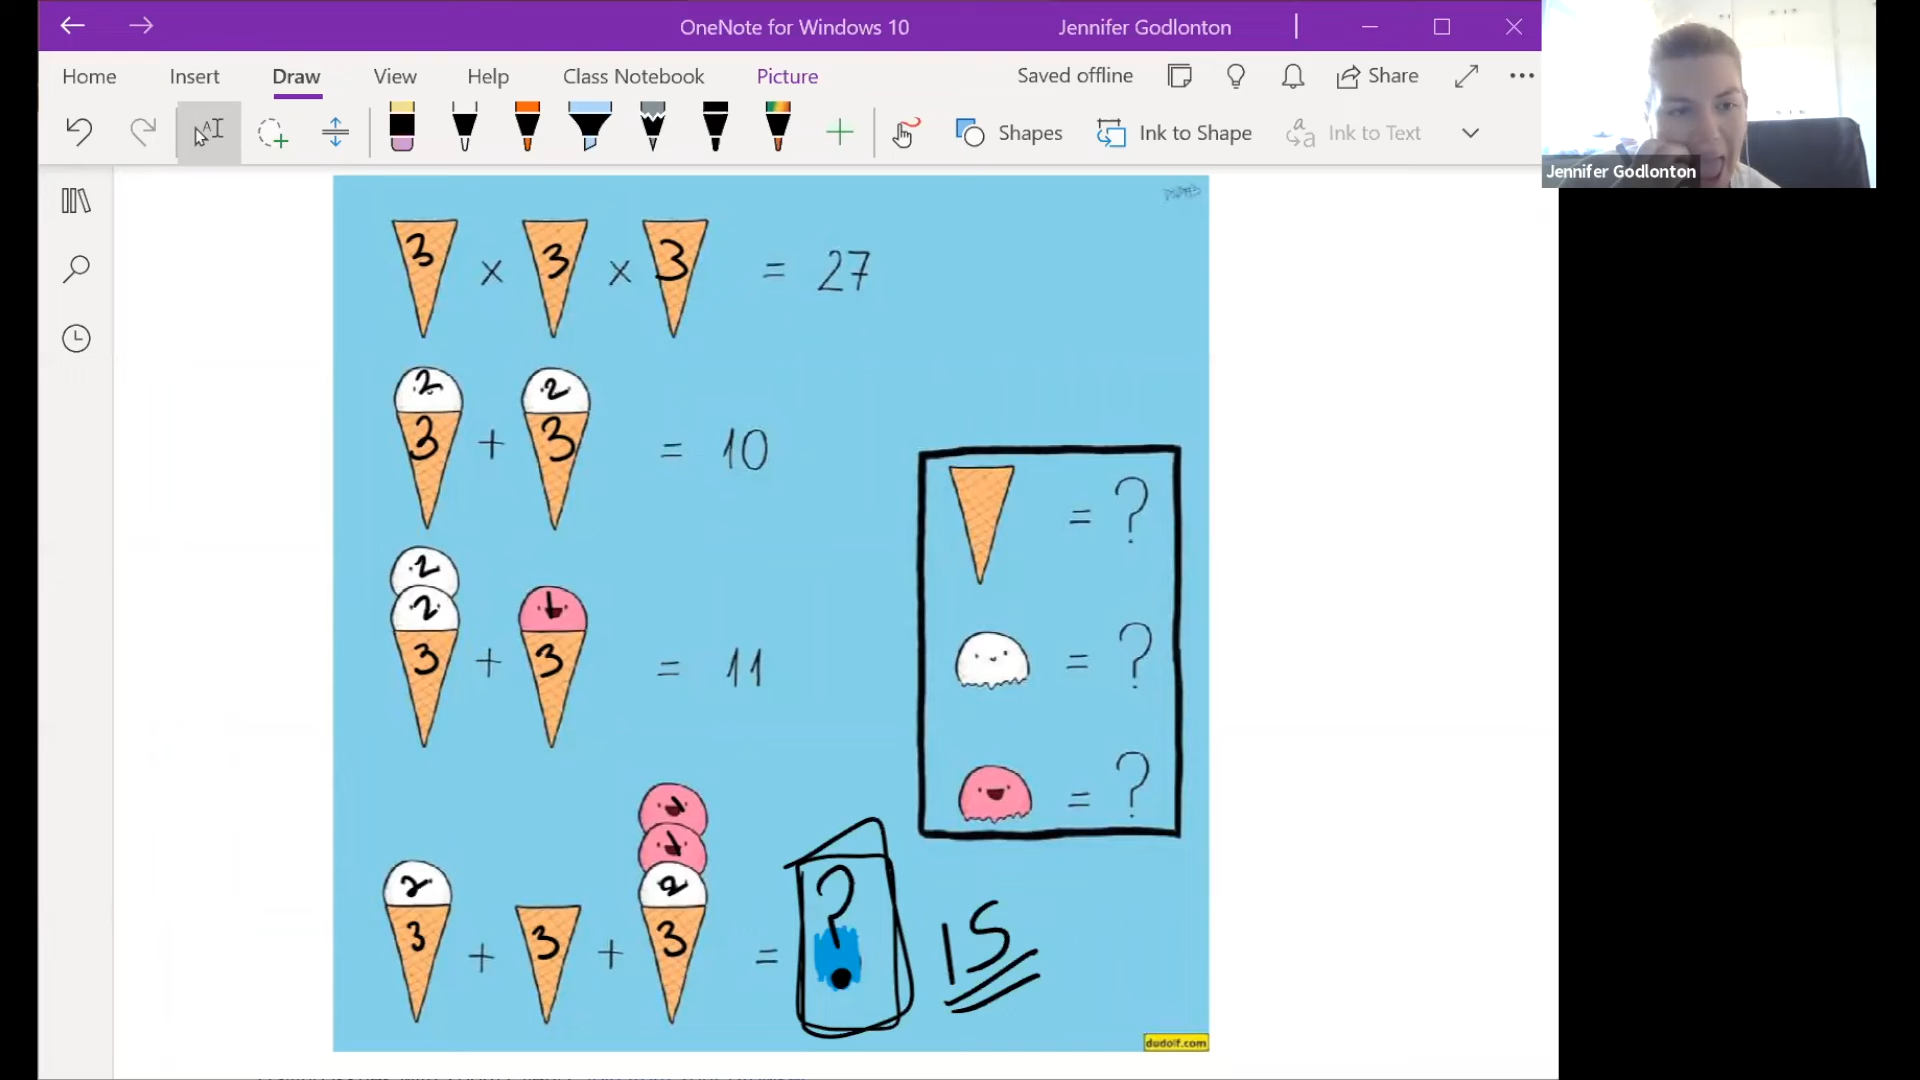 OneNote for Windows 10
Jennifer Godlonton
Home Insert Draw View Help Class Notebook Picture
Saved offline Share
Shapes Ink to Shape Ink to Text
Jennifer Godlonton
3 x 3 x 3 = 27
2 2
3 + 3 = 10
2
2 1
3 + 3 = 11
1
1
2 2
3 + 3 + 3 = ? 15
= ?
= ?
= ?
dudolf.com